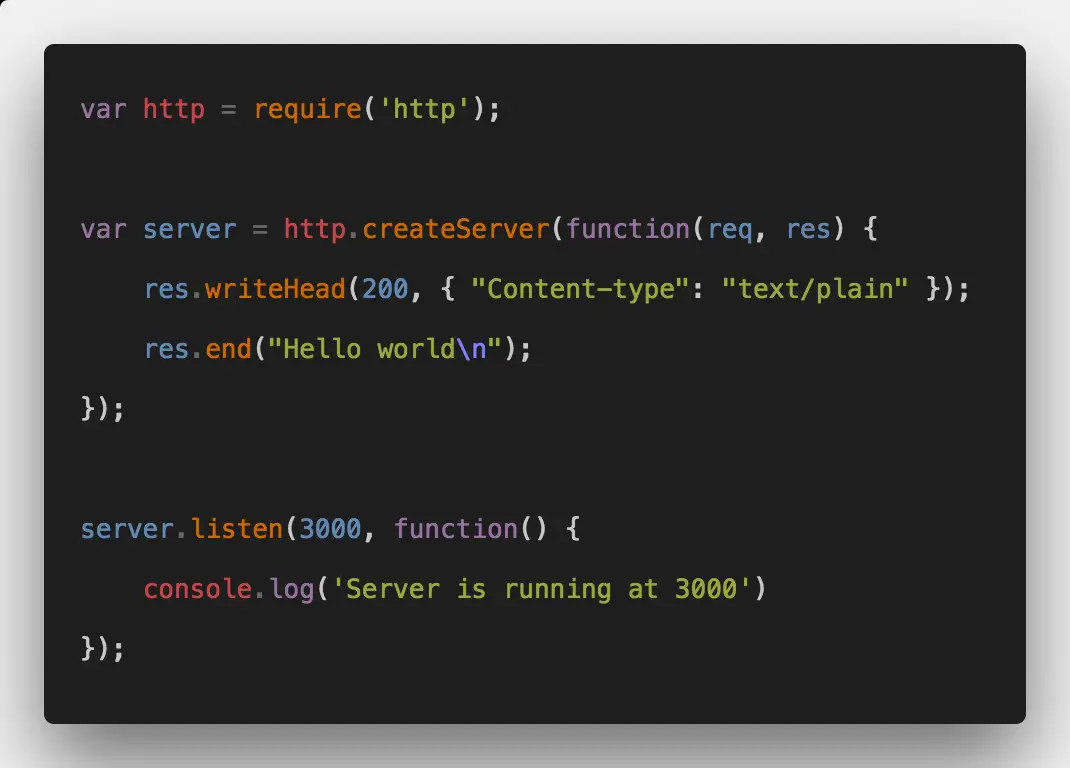 var http = require('http');
var server = http.createServer(function(req, res) {
    res.writeHead(200, { "Content-type": "text/plain" });
    res.end("Hello world\n");
});
server.listen(3000, function() {
    console.log('Server is running at 3000')
});